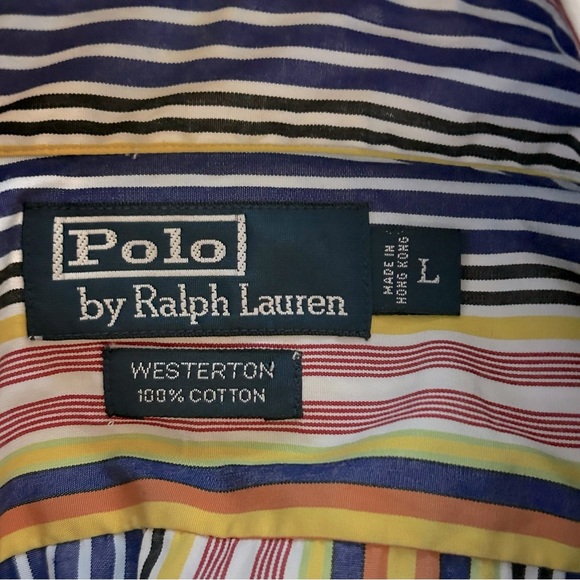 Polo
by Ralph Lauren
MADE IN
HONG KONG
L
WESTERTON
100% COTTON